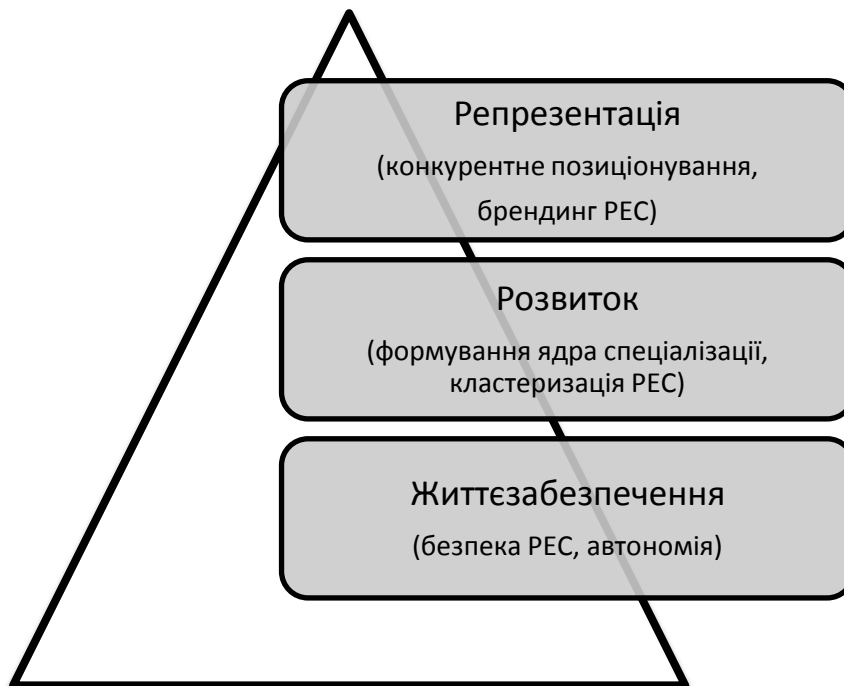 Репрезентація
(конкурентне позиціонування,
брендинг РЕС)
Розвиток
(формування ядра спеціалізації,
кластеризація РЕС)
Життєзабезпечення
(безпека РЕС, автономія)